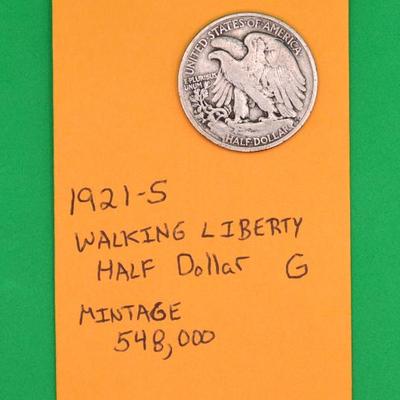 UNITED STATES OF AMERICA
E PLURIBUS
UNUM
HALF DOLLAR
1921-S
WALKING LIBERTY
HALF Dollar G
MINTAGE
548,000